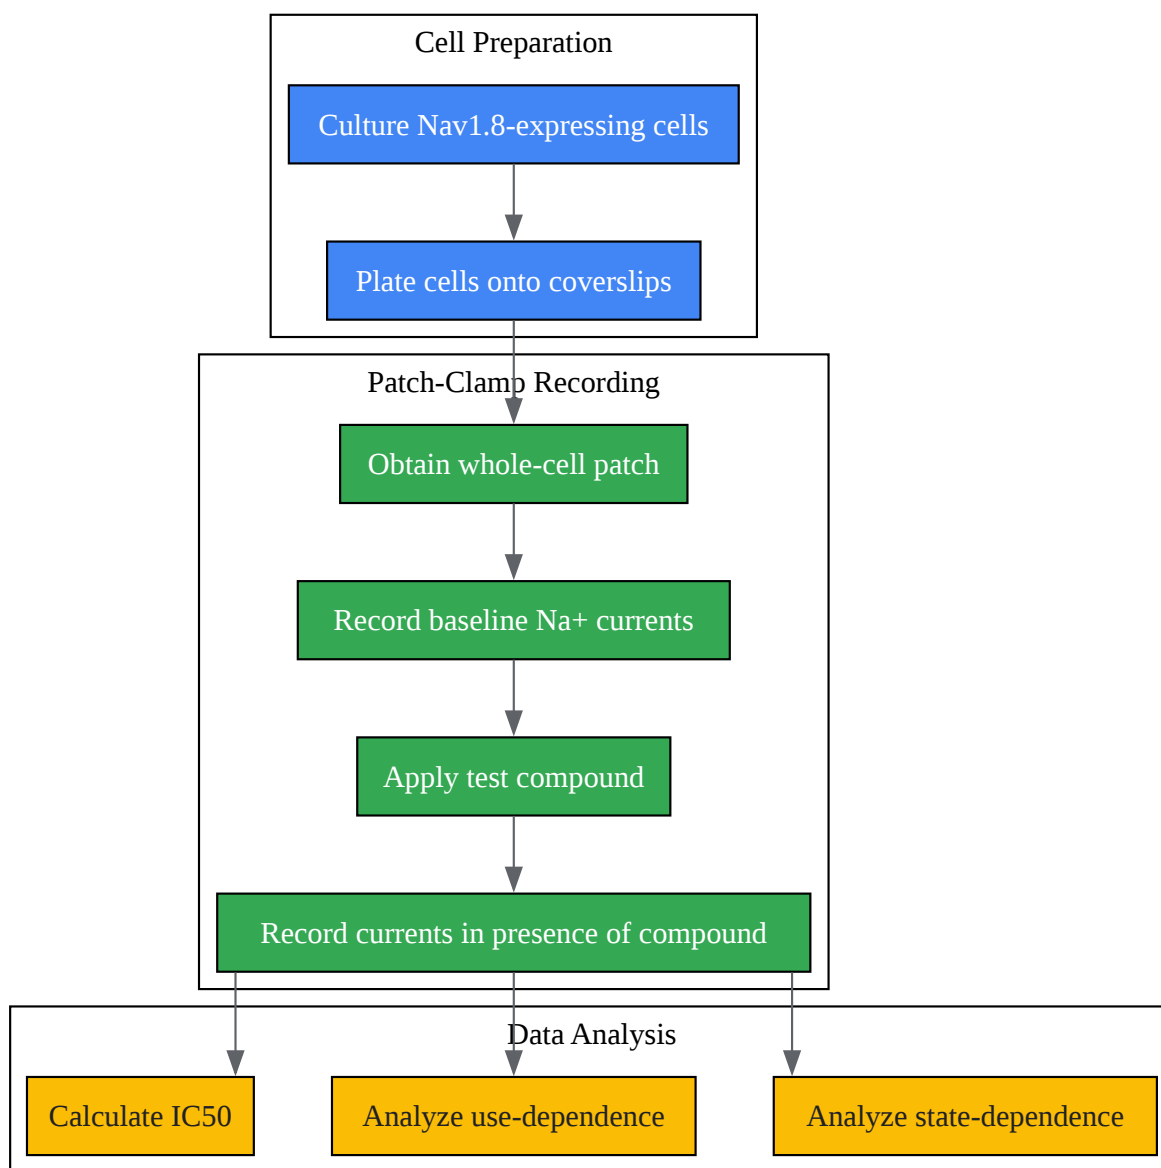 Cell Preparation
Culture Nav1.8-expressing cells
Plate cells onto coverslips
Patch-Clamp Recording
Obtain whole-cell patch
Record baseline Na+ currents
Apply test compound
Record currents in presence of compound
Data Analysis
Calculate IC50
Analyze use-dependence
Analyze state-dependence